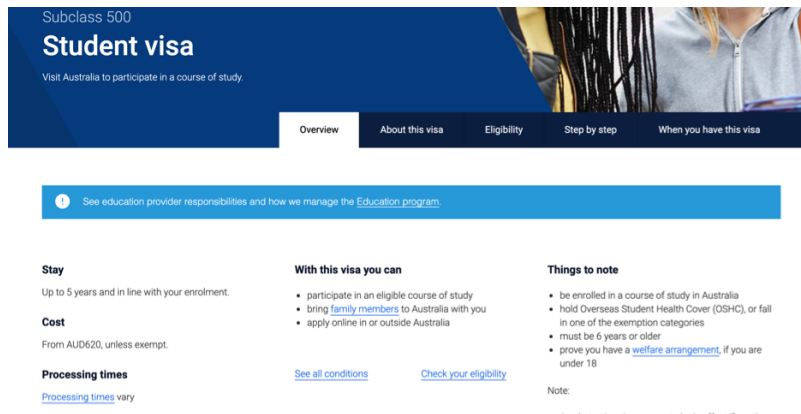 Subclass 500
Student visa
Visit Australia to participate in a course of study.
Overview
About this visa
Eligibility
Step by step
When you have this visa
See education provider responsibilities and how we manage the Education program.
Stay
Up to 5 years and in line with your enrolment.
Cost
From AUD620, unless exempt.
Processing times
Processing times vary
With this visa you can
• participate in an eligible course of study
• bring family members to Australia with you
• apply online in or outside Australia
See all conditions
Check your eligibility
Things to note
• be enrolled in a course of study in Australia
• hold Overseas Student Health Cover (OSHC), or fall
in one of the exemption categories
• must be 6 years or older
• prove you have a welfare arrangement, if you are
under 18
Note: